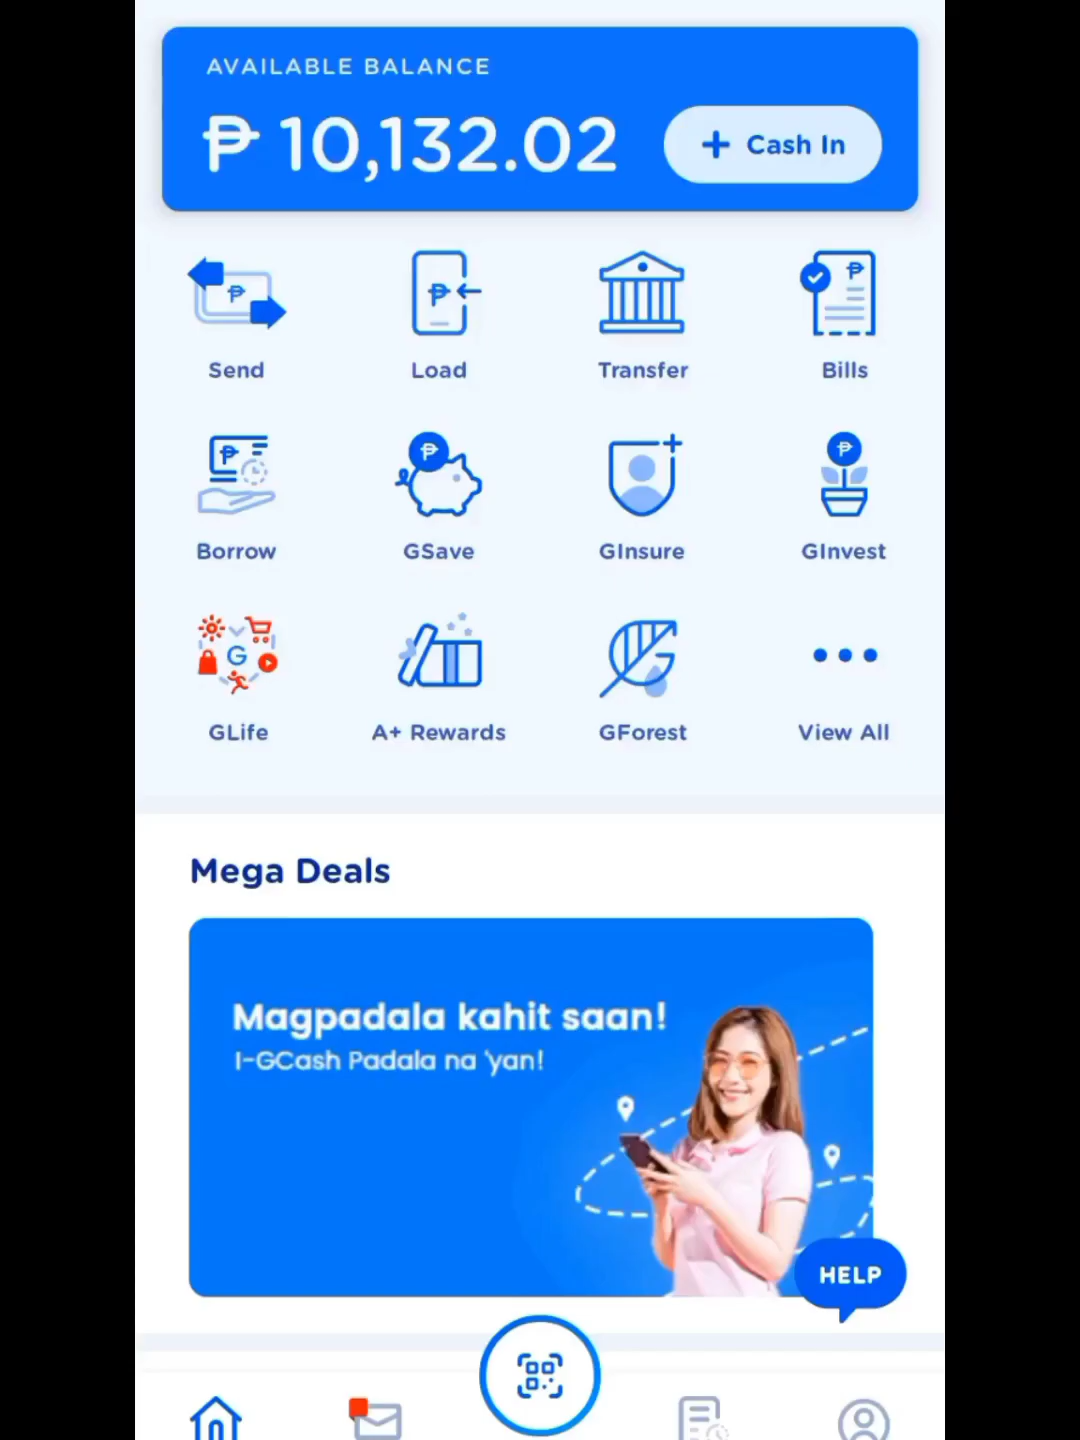 AVAILABLE BALANCE
₱ 10,132.02
+ Cash In
Send
Load
Transfer
Bills
Borrow
GSave
GInsure
GInvest
GLife
A+ Rewards
GForest
View All
Mega Deals
Magpadala kahit saan!
I-GCash Padala na 'yan!
HELP